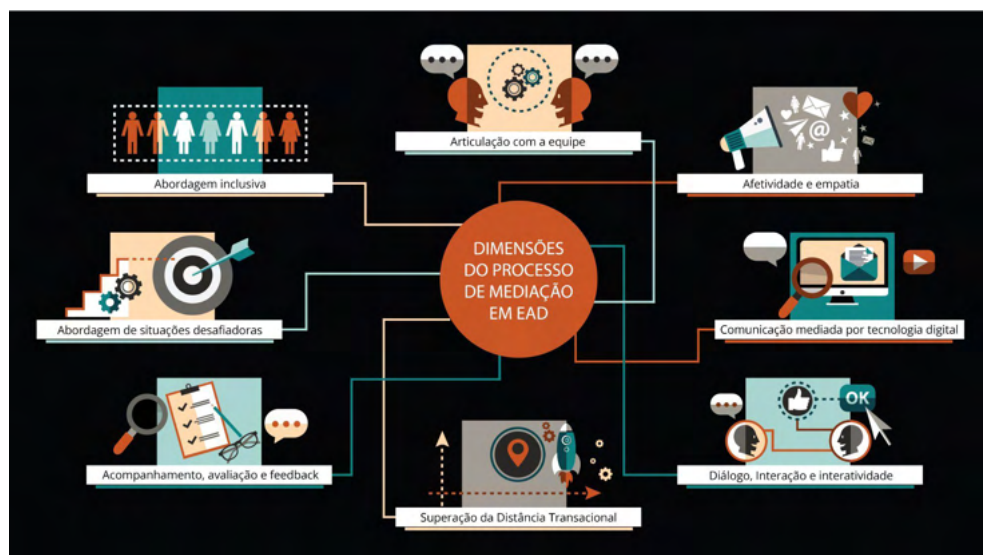 Articulação com a equipe
Abordagem inclusiva
Afetividade e empatia
DIMENSÕES
DO PROCESSO
DE MEDIAÇÃO
EM EAD
Abordagem de situações desafiadoras
Comunicação mediada por tecnologia digital
@
OK
Acompanhamento, avaliação e feedback
Diálogo, Interação e interatividade
Superação da Distância Transacional